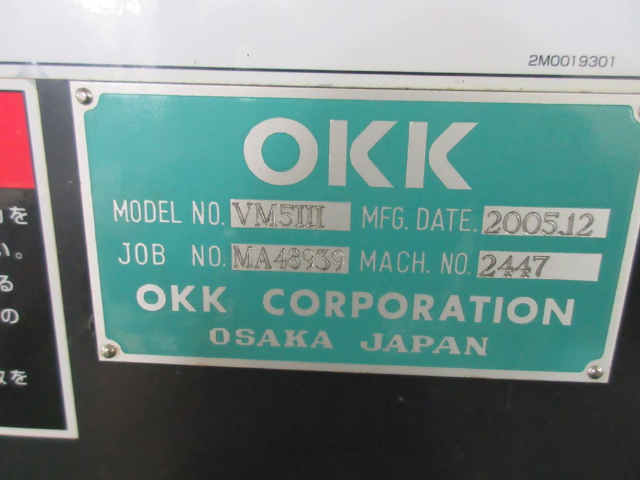 2M0019301
OKK
MODEL NO. VM5III MFG. DATE. 2005.12
JOB NO. MA48939 MACH. NO. 2447
OKK CORPORATION
OSAKA JAPAN
を
い。
る
の
を